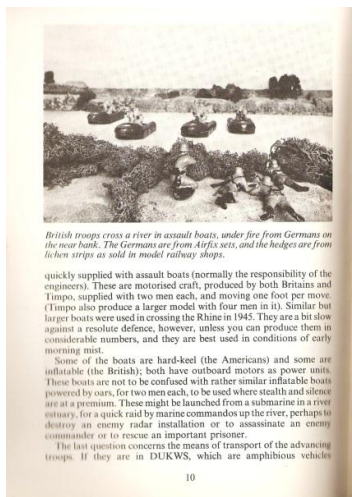 British troops cross a river in assault boats, under fire from Germans on
the near bank. The Germans are from Airfix sets, and the hedges are from
lichen strips as sold in model railway shops.
quickly supplied with assault boats (normally the responsibility of the
engineers). These are motorised craft, produced by both Britains and
Timpo, supplied with two men each, and moving one foot per move.
(Timpo also produce a larger model with four men in it). Similar but
larger boats were used in crossing the Rhine in 1945. They are a bit slow
against a resolute defence, however, unless you can produce them in
considerable numbers, and they are best used in conditions of early
morning mist.
Some of the boats are hard-keel (the Americans) and some are
inflatable (the British); both have outboard motors as power units.
These boats are not to be confused with rather similar inflatable boats
powered by oars, for two men each, to be used where stealth and silence
are at a premium. These might be launched from a submarine in a river
estuary, for a quick raid by marine commandos up the river, perhaps to
destroy an enemy radar installation or to assassinate an enemy
commander or to rescue an important prisoner.
The last question concerns the means of transport of the advancing
troops. If they are in DUKWS, which are amphibious vehicles
10